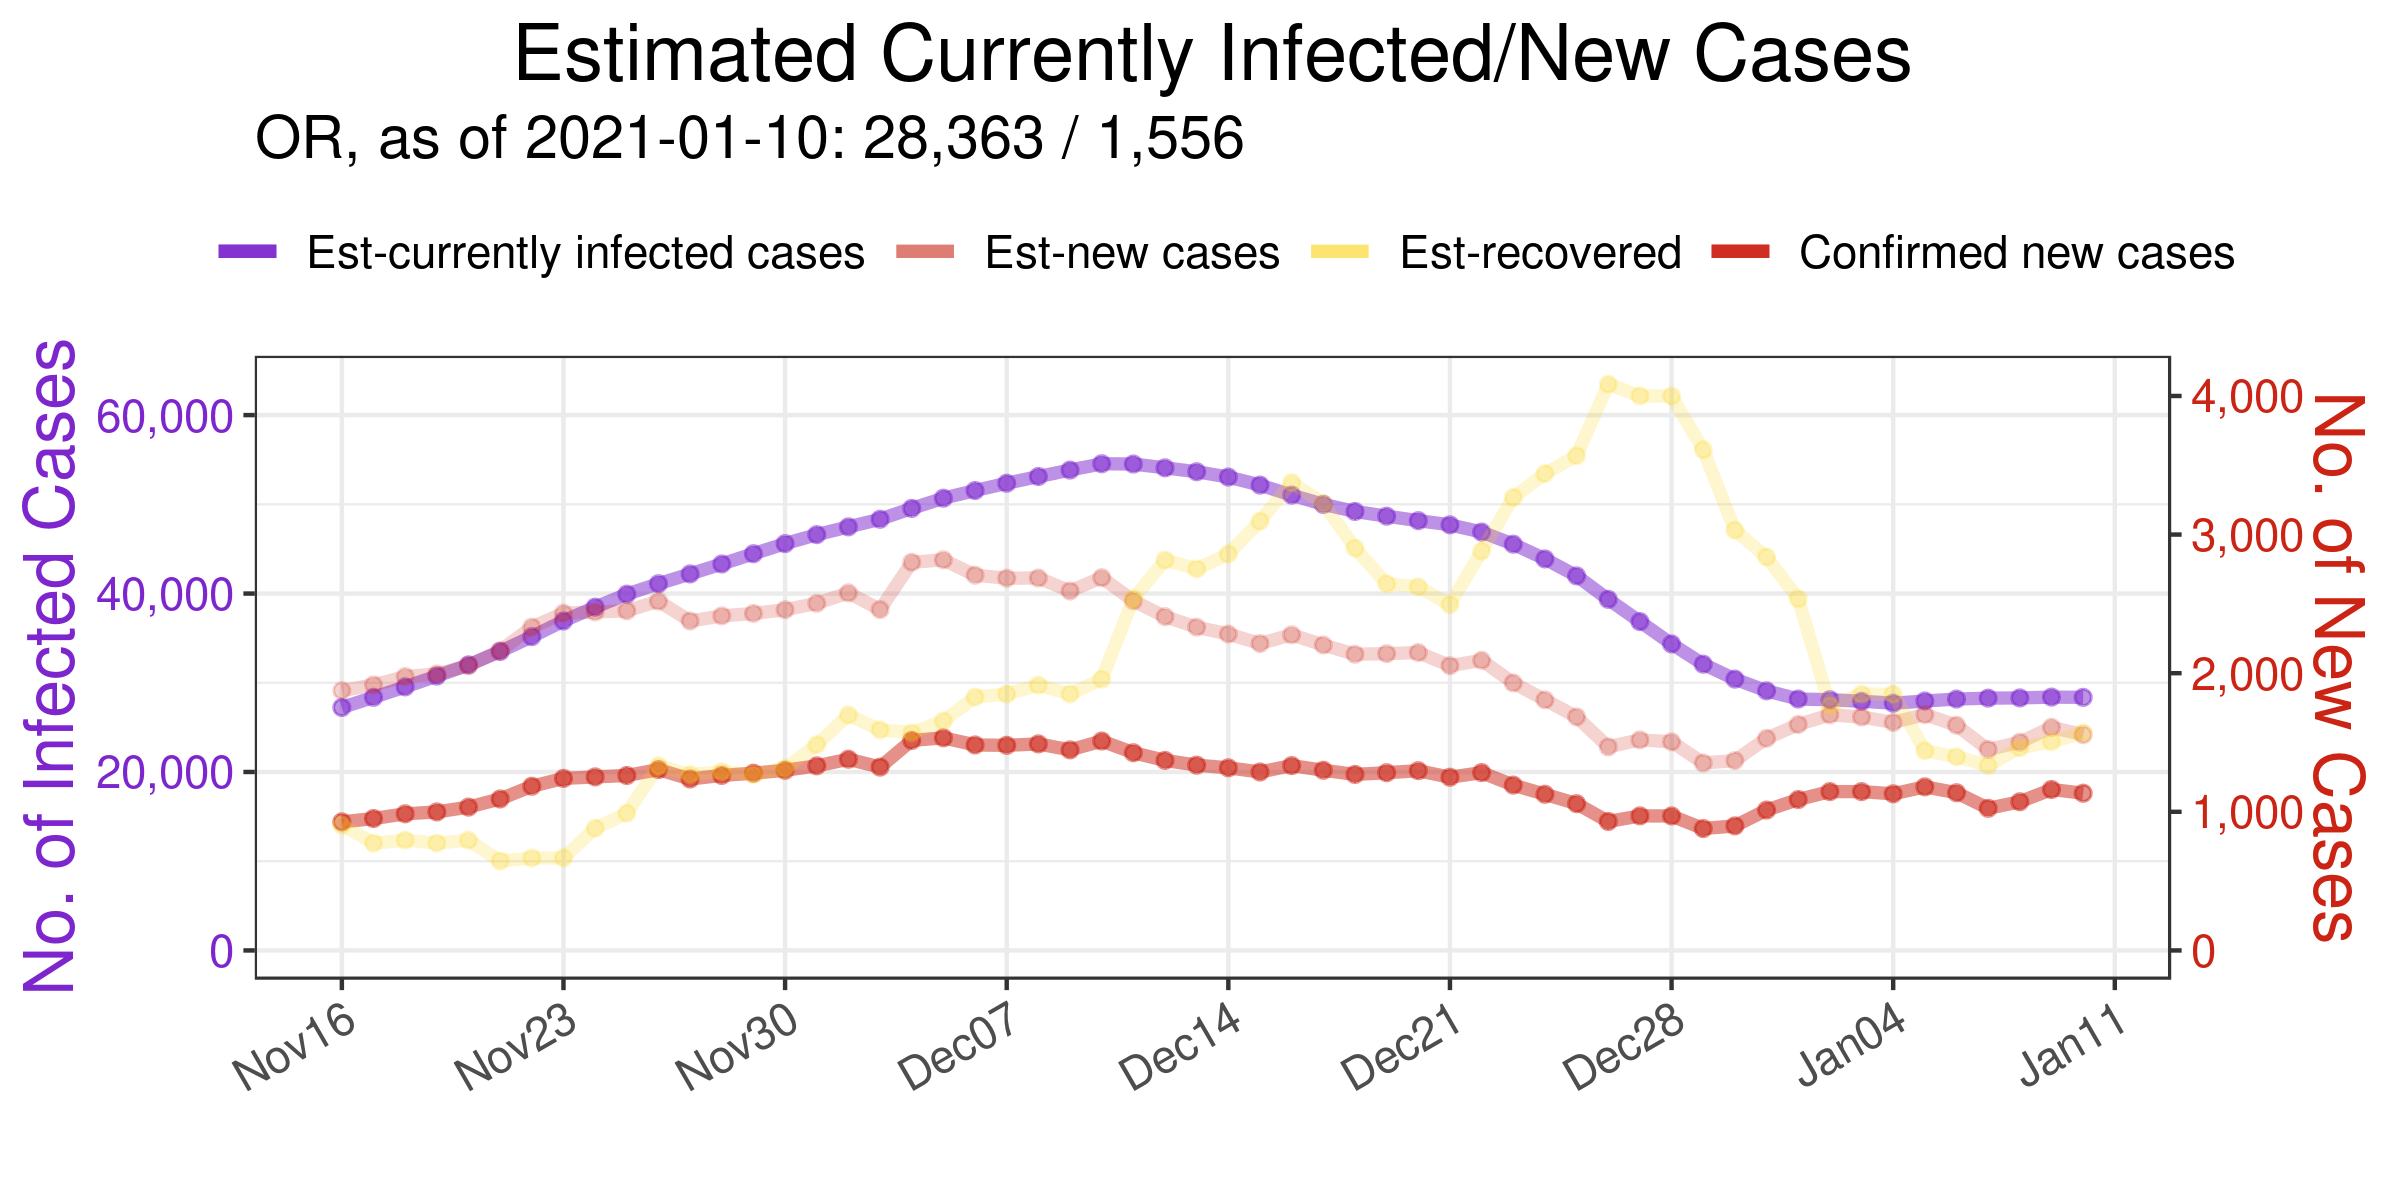 Estimated Currently Infected/New Cases
OR, as of 2021-01-10: 28,363 / 1,556
Est-currently infected cases Est-new cases Est-recovered Confirmed new cases
No. of Infected Cases
60,000
40,000
20,000
0
4,000
3,000
2,000
1,000
0
No. of New Cases
Nov16 Nov23 Nov30 Dec07 Dec14 Dec21 Dec28 Jan04 Jan11